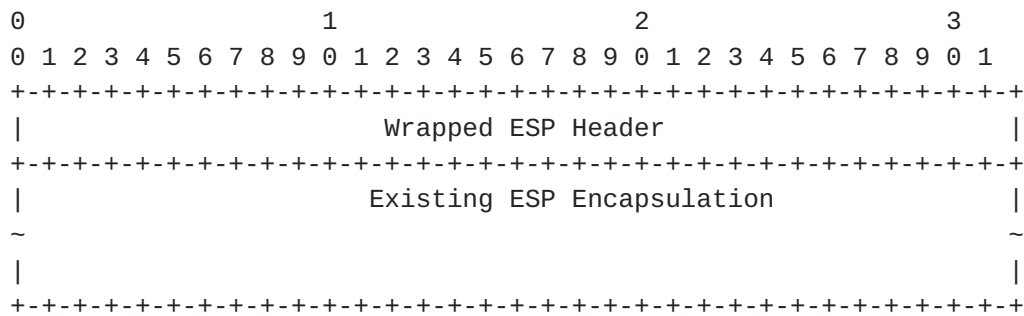 0                   1                   2                   3
0 1 2 3 4 5 6 7 8 9 0 1 2 3 4 5 6 7 8 9 0 1 2 3 4 5 6 7 8 9 0 1
+-+-+-+-+-+-+-+-+-+-+-+-+-+-+-+-+-+-+-+-+-+-+-+-+-+-+-+-+-+-+-+-+
|                       Wrapped ESP Header                      |
+-+-+-+-+-+-+-+-+-+-+-+-+-+-+-+-+-+-+-+-+-+-+-+-+-+-+-+-+-+-+-+-+
|                      Existing ESP Encapsulation               |
~                                                               ~
|                                                               |
+-+-+-+-+-+-+-+-+-+-+-+-+-+-+-+-+-+-+-+-+-+-+-+-+-+-+-+-+-+-+-+-+